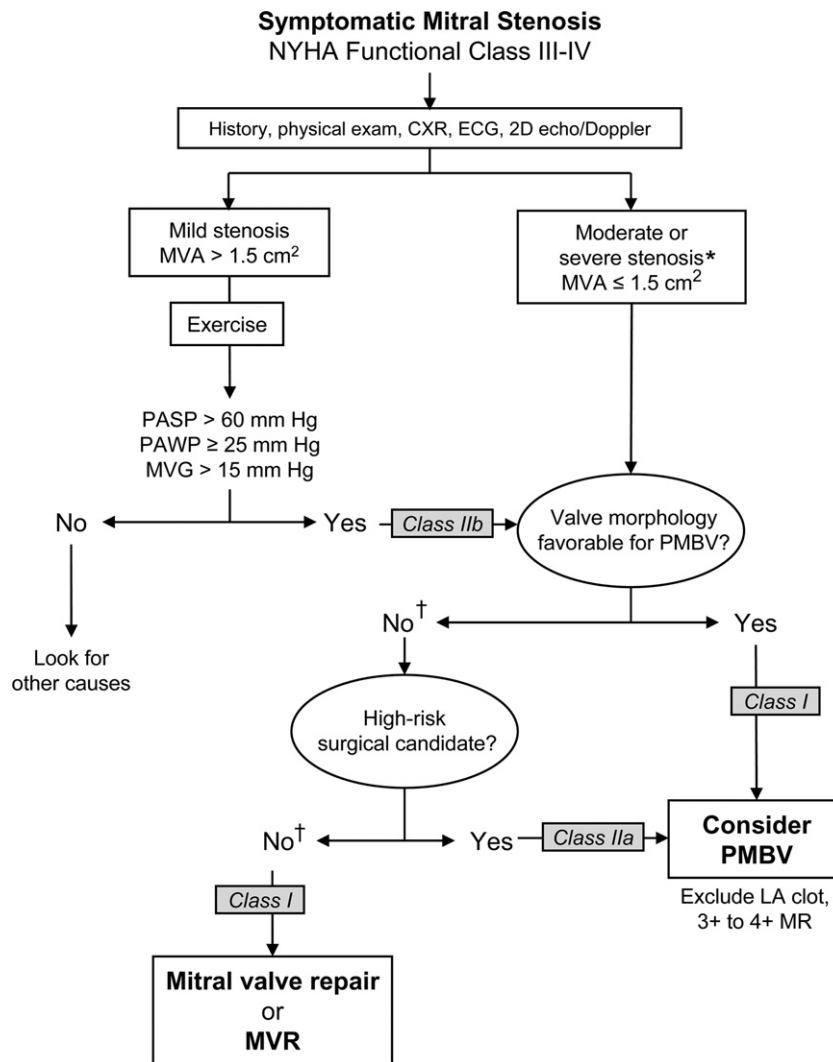 Symptomatic Mitral Stenosis
NYHA Functional Class III-IV
History, physical exam, CXR, ECG, 2D echo/Doppler
Mild stenosis
MVA > 1.5 cm²
Moderate or
severe stenosis*
MVA ≤ 1.5 cm²
Exercise
PASP > 60 mm Hg
PAWP ≥ 25 mm Hg
MVG > 15 mm Hg
No
Yes
Class IIb
Valve morphology
favorable for PMBV?
Look for
other causes
No†
Yes
Class I
High-risk
surgical candidate?
No†
Yes
Class IIa
Consider
PMBV
Exclude LA clot,
3+ to 4+ MR
Class I
Mitral valve repair
or
MVR